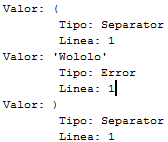 Valor: (
Tipo: Separator
Linea: 1
Valor: 'Wololo'
Tipo: Error
Linea: 1
Valor: )
Tipo: Separator
Linea: 1